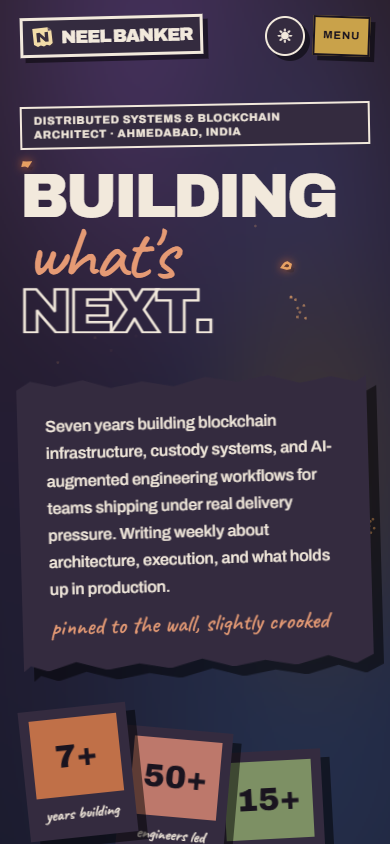 N NEEL BANKER
MENU
DISTRIBUTED SYSTEMS & BLOCKCHAIN
ARCHITECT · AHMEDABAD, INDIA
BUILDING
what's
NEXT.
Seven years building blockchain
infrastructure, custody systems, and AI-
augmented engineering workflows for
teams shipping under real delivery
pressure. Writing weekly about
architecture, execution, and what holds
up in production.
pinned to the wall, slightly crooked
7+
years building
50+
engineers led
15+